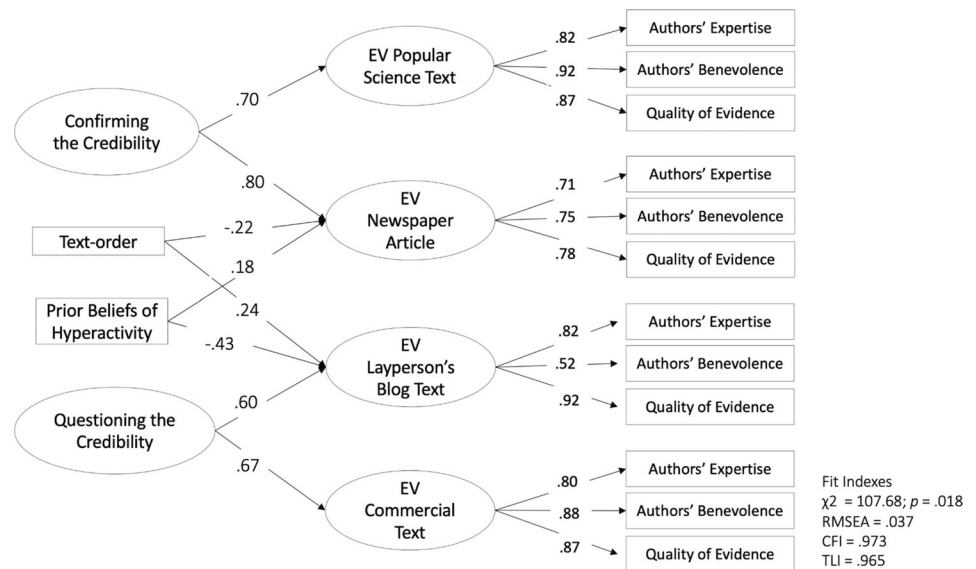 EV Popular
Science Text
.82
.92
.87
Authors' Expertise
Authors' Benevolence
Quality of Evidence
Confirming
the Credibility
.70
.80
EV
Newspaper
Article
.71
.75
.78
Authors' Expertise
Authors' Benevolence
Quality of Evidence
Text-order
-.22
.24
Prior Beliefs of
Hyperactivity
.18
-.43
EV
Layperson's
Blog Text
.82
.52
.92
Authors' Expertise
Authors' Benevolence
Quality of Evidence
Questioning the
Credibility
.60
.67
EV
Commercial
Text
.80
.88
.87
Authors' Expertise
Authors' Benevolence
Quality of Evidence
Fit Indexes
χ2 = 107.68; p = .018
RMSEA = .037
CFI = .973
TLI = .965